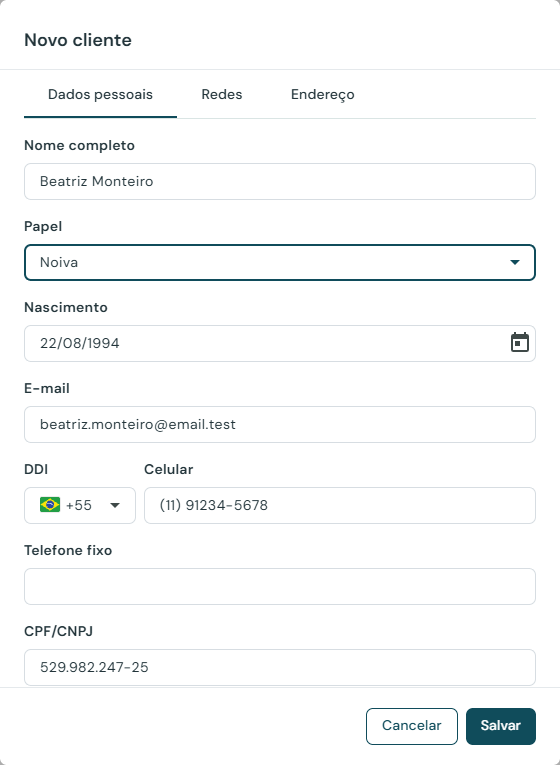 Novo cliente
Dados pessoais Redes Endereço
Nome completo
Beatriz Monteiro
Papel
Noiva
Nascimento
22/08/1994
E-mail
beatriz.monteiro@email.test
DDI Celular
+55 (11) 91234-5678
Telefone fixo
CPF/CNPJ
529.982.247-25
Cancelar Salvar